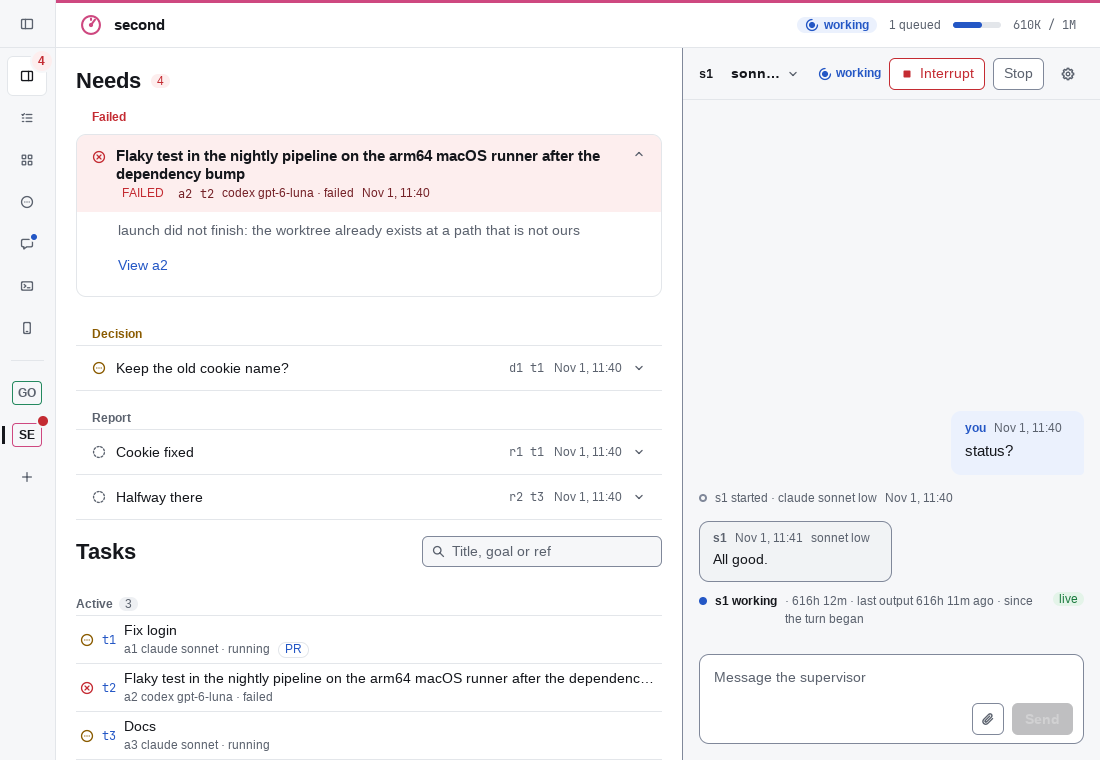 second
working
1 queued
610K / 1M
4
GO
SE
Needs 4
Failed
Flaky test in the nightly pipeline on the arm64 macOS runner after the
dependency bump
FAILED a2 t2 codex gpt-6-luna · failed Nov 1, 11:40
launch did not finish: the worktree already exists at a path that is not ours
View a2
Decision
Keep the old cookie name? d1 t1 Nov 1, 11:40
Report
Cookie fixed r1 t1 Nov 1, 11:40
Halfway there r2 t3 Nov 1, 11:40
Tasks
Title, goal or ref
Active 3
t1 Fix login
a1 claude sonnet · running PR
t2 Flaky test in the nightly pipeline on the arm64 macOS runner after the dependenc…
a2 codex gpt-6-luna · failed
t3 Docs
a3 claude sonnet · running
s1 sonn… working Interrupt Stop
you Nov 1, 11:40
status?
s1 started · claude sonnet low Nov 1, 11:40
s1 Nov 1, 11:41 sonnet low
All good.
s1 working · 616h 12m · last output 616h 11m ago · since
the turn began
live
Message the supervisor
Send